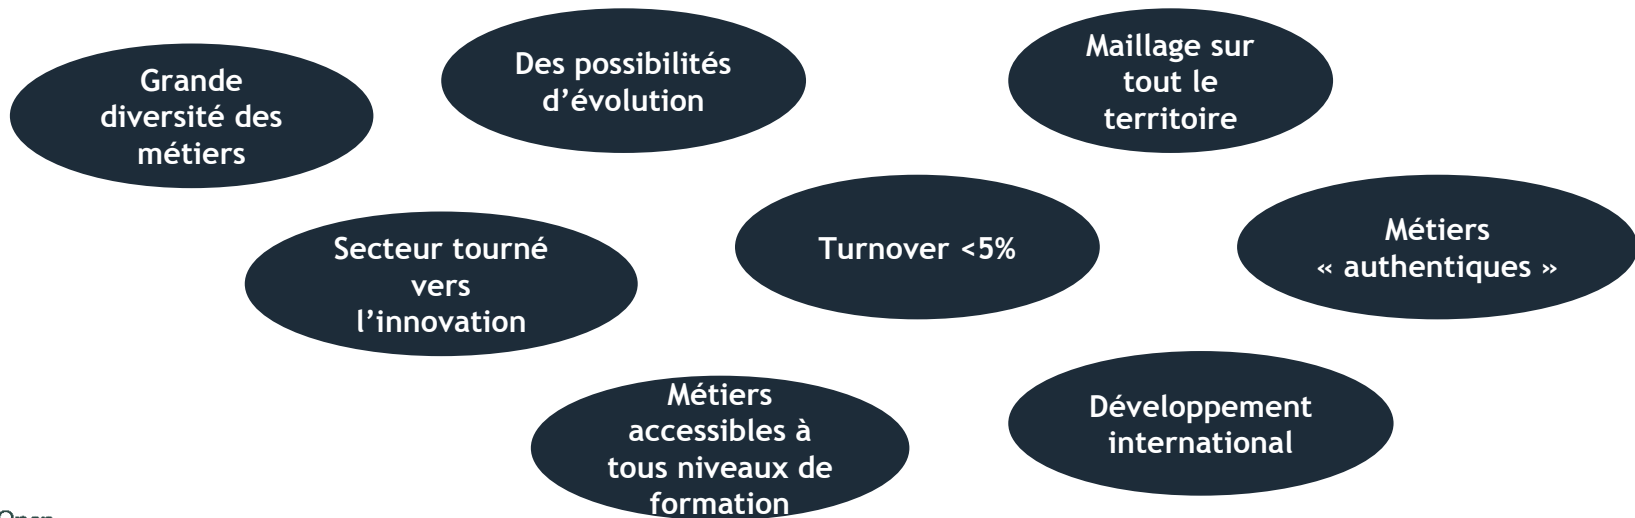 Grande
diversité des
métiers
Des possibilités
d’évolution
Maillage sur
tout le
territoire
Secteur tourné
vers
l’innovation
Turnover <5%
Métiers
« authentiques »
Métiers
accessibles à
tous niveaux de
formation
Développement
international